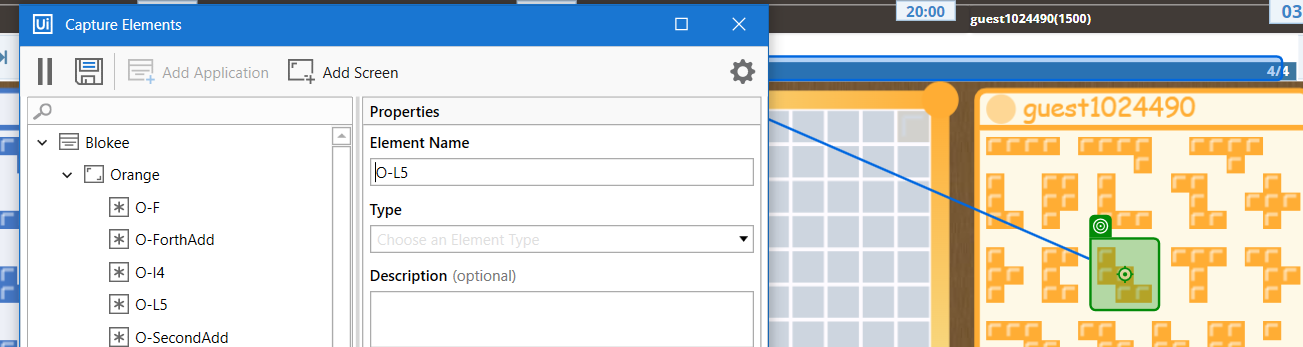 20:00
guest1024490(1500)
03
Ui Capture Elements
Add Application
Add Screen
4/4
Properties
guest1024490
Element Name
Blokee
O-L5
Orange
O-F
Type
O-ForthAdd
Choose an Element Type
O-I4
Description (optional)
O-L5
O-SecondAdd